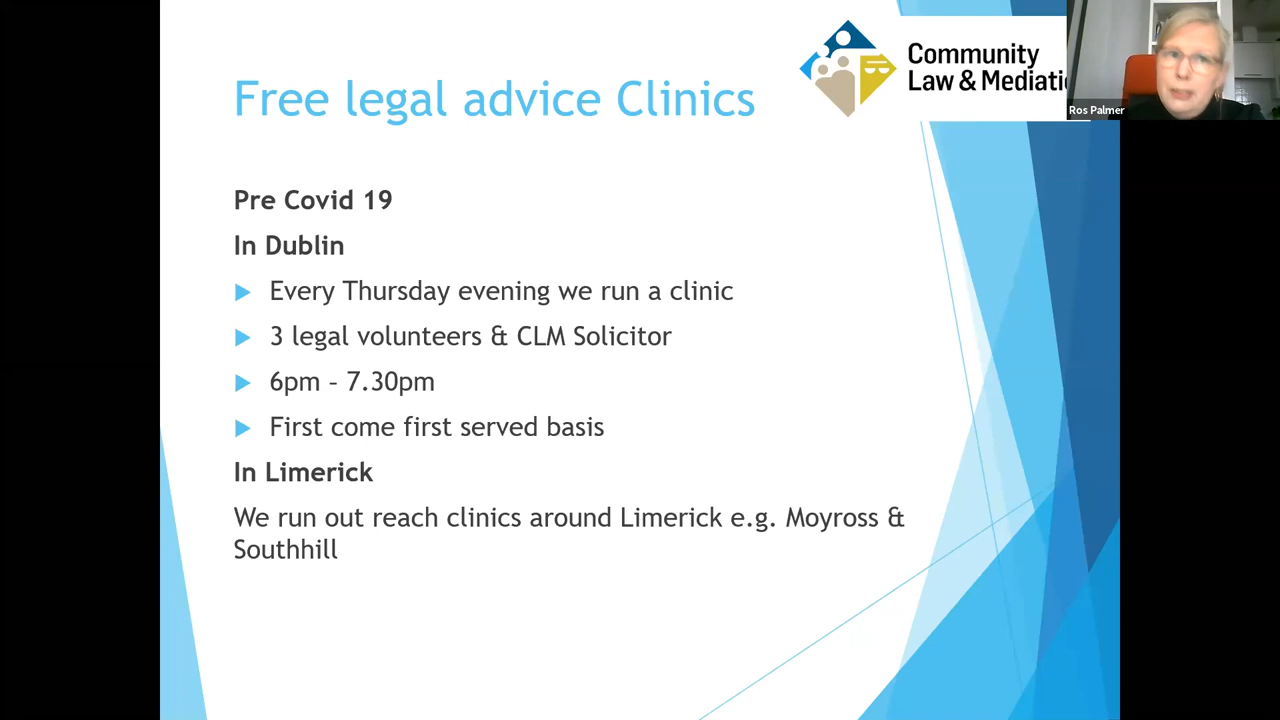 Free legal advice Clinics
Community
Law & Mediati
Ros Palmer
Pre Covid 19
In Dublin
Every Thursday evening we run a clinic
3 legal volunteers & CLM Solicitor
6pm – 7.30pm
First come first served basis
In Limerick
We run out reach clinics around Limerick e.g. Moyross &
Southhill